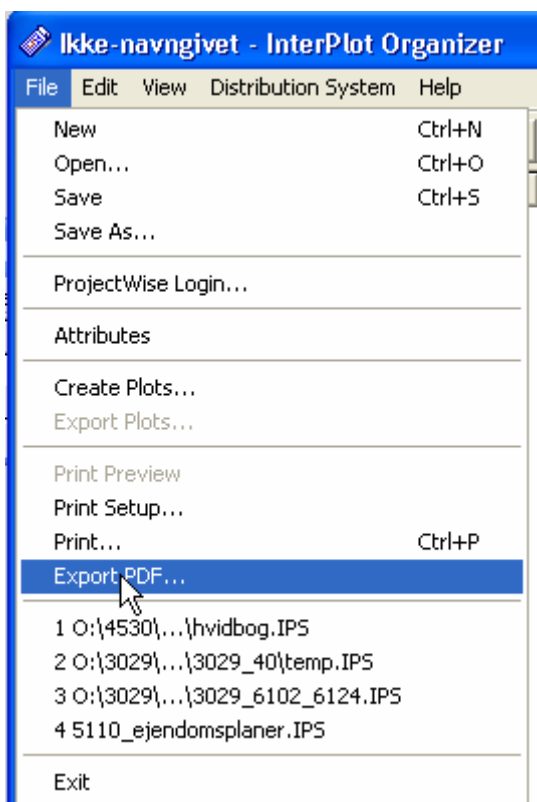 Ikke-navngivet - InterPlot Organizer
File Edit View Distribution System Help
New Ctrl+N
Open... Ctrl+O
Save Ctrl+S
Save As...
ProjectWise Login...
Attributes
Create Plots...
Export Plots...
Print Preview
Print Setup...
Print... Ctrl+P
Export PDF...
1 O:\4530\...\hvidbog.IPS
2 O:\3029\...\3029_40\temp.IPS
3 O:\3029\...\3029_6102_6124.IPS
4 5110_ejendomsplaner.IPS
Exit